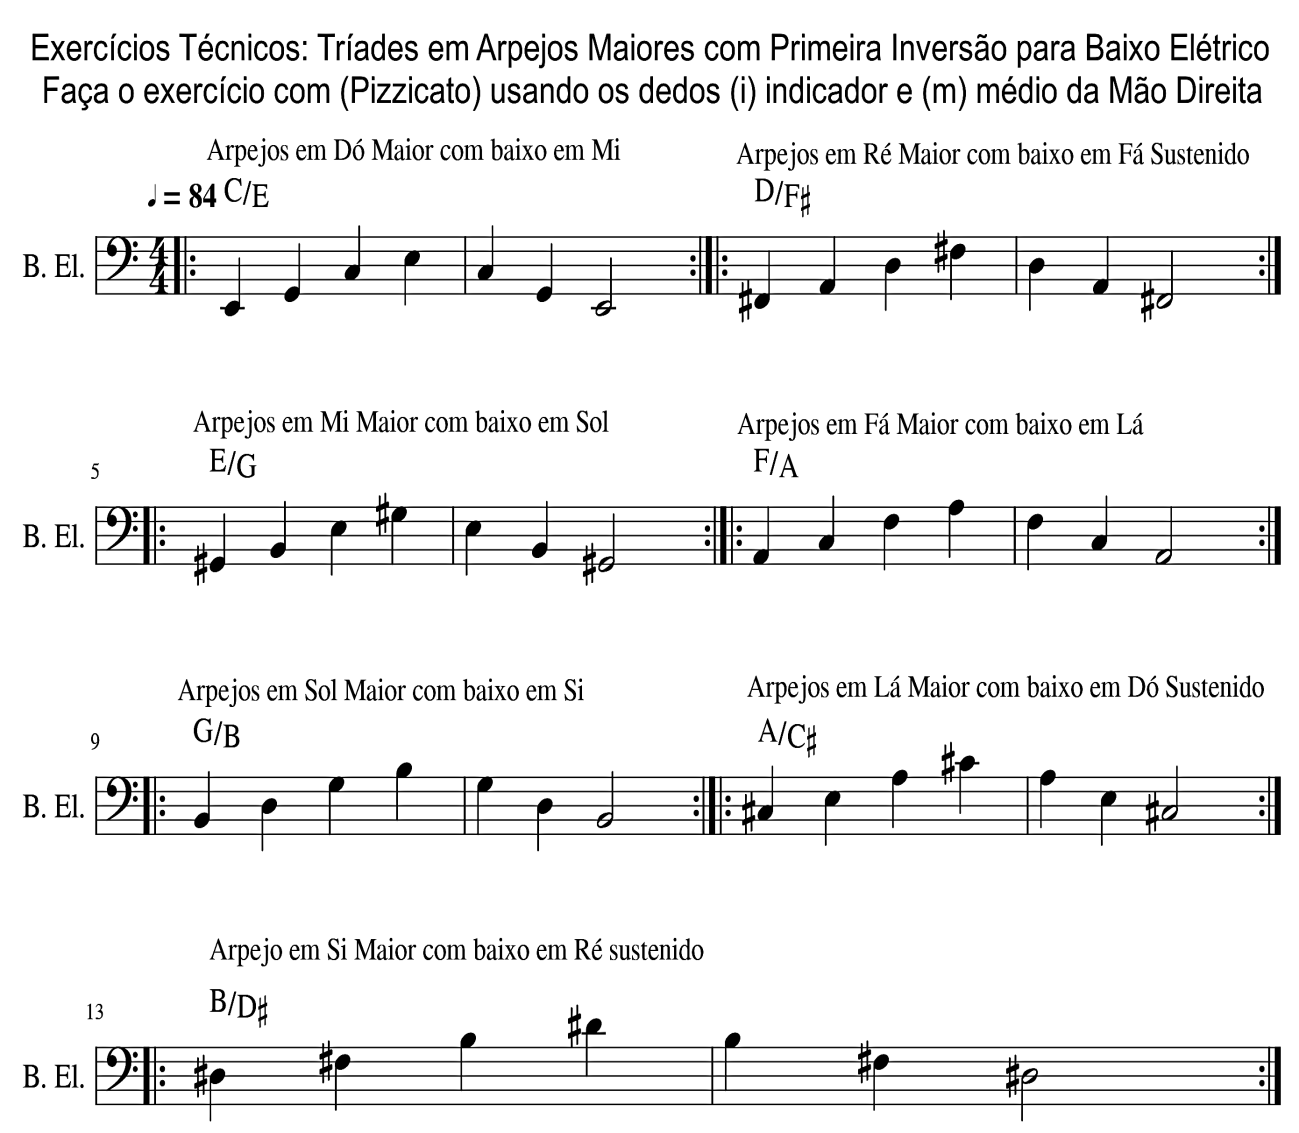 Exercícios Técnicos: Tríades em Arpejos Maiores com Primeira Inversão para Baixo Elétrico
Faça o exercício com (Pizzicato) usando os dedos (i) indicador e (m) médio da Mão Direita
Arpejos em Dó Maior com baixo em Mi
Arpejos em Ré Maior com baixo em Fá Sustenido
♩ = 84 C/E
D/F♯
B. El.
4/4
Arpejos em Mi Maior com baixo em Sol
Arpejos em Fá Maior com baixo em Lá
5
E/G
F/A
B. El.
Arpejos em Sol Maior com baixo em Si
Arpejos em Lá Maior com baixo em Dó Sustenido
9
G/B
A/C♯
B. El.
Arpejo em Si Maior com baixo em Ré sustenido
13
B/D♯
B. El.